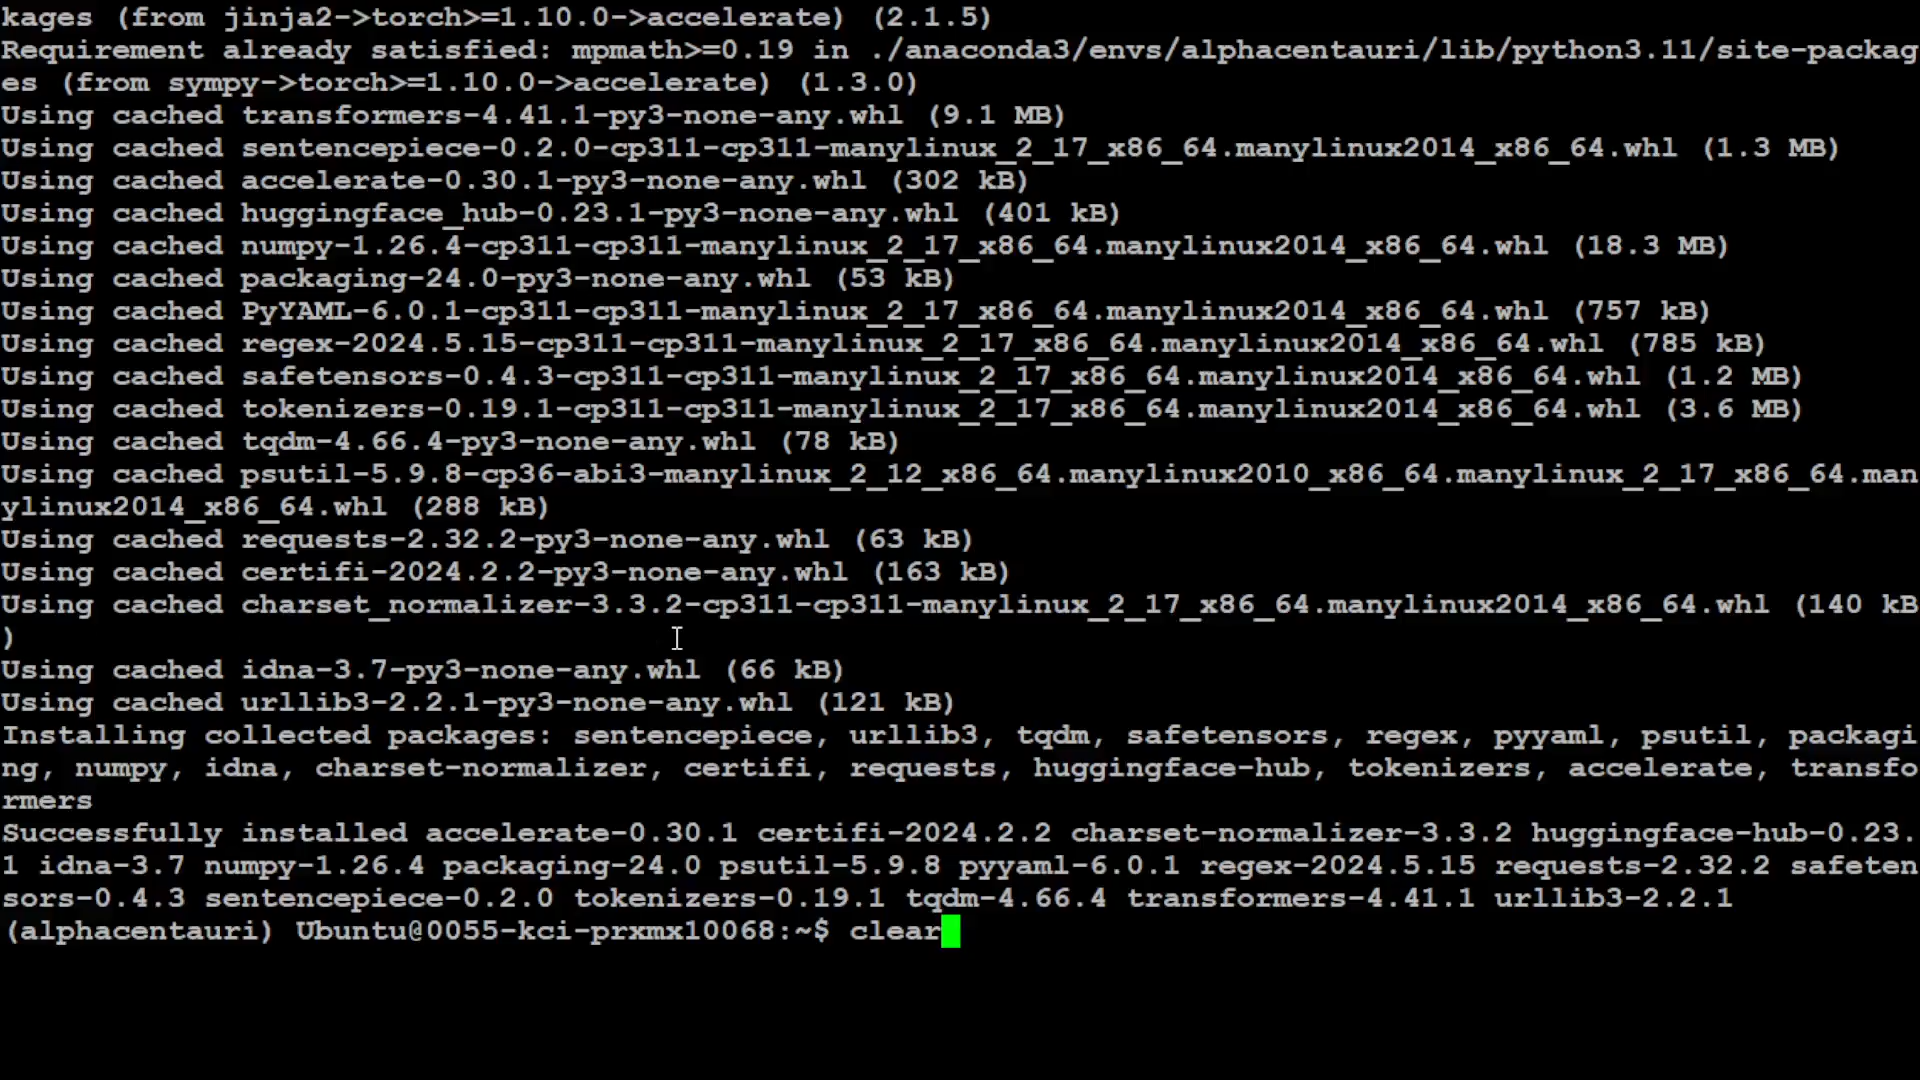 kages (from jinja2->torch>=1.10.0->accelerate) (2.1.5)
Requirement already satisfied: mpmath>=0.19 in ./anaconda3/envs/alphacentauri/lib/python3.11/site-packag
es (from sympy->torch>=1.10.0->accelerate) (1.3.0)
Using cached transformers-4.41.1-py3-none-any.whl (9.1 MB)
Using cached sentencepiece-0.2.0-cp311-cp311-manylinux_2_17_x86_64.manylinux2014_x86_64.whl (1.3 MB)
Using cached accelerate-0.30.1-py3-none-any.whl (302 kB)
Using cached huggingface_hub-0.23.1-py3-none-any.whl (401 kB)
Using cached numpy-1.26.4-cp311-cp311-manylinux_2_17_x86_64.manylinux2014_x86_64.whl (18.3 MB)
Using cached packaging-24.0-py3-none-any.whl (53 kB)
Using cached PyYAML-6.0.1-cp311-cp311-manylinux_2_17_x86_64.manylinux2014_x86_64.whl (757 kB)
Using cached regex-2024.5.15-cp311-cp311-manylinux_2_17_x86_64.manylinux2014_x86_64.whl (785 kB)
Using cached safetensors-0.4.3-cp311-cp311-manylinux_2_17_x86_64.manylinux2014_x86_64.whl (1.2 MB)
Using cached tokenizers-0.19.1-cp311-cp311-manylinux_2_17_x86_64.manylinux2014_x86_64.whl (3.6 MB)
Using cached tqdm-4.66.4-py3-none-any.whl (78 kB)
Using cached psutil-5.9.8-cp36-abi3-manylinux_2_12_x86_64.manylinux2010_x86_64.manylinux_2_17_x86_64.man
ylinux2014_x86_64.whl (288 kB)
Using cached requests-2.32.2-py3-none-any.whl (63 kB)
Using cached certifi-2024.2.2-py3-none-any.whl (163 kB)
Using cached charset_normalizer-3.3.2-cp311-cp311-manylinux_2_17_x86_64.manylinux2014_x86_64.whl (140 kB
)
Using cached idna-3.7-py3-none-any.whl (66 kB)
Using cached urllib3-2.2.1-py3-none-any.whl (121 kB)
Installing collected packages: sentencepiece, urllib3, tqdm, safetensors, regex, pyyaml, psutil, packagi
ng, numpy, idna, charset-normalizer, certifi, requests, huggingface-hub, tokenizers, accelerate, transfo
rmers
Successfully installed accelerate-0.30.1 certifi-2024.2.2 charset-normalizer-3.3.2 huggingface-hub-0.23.
1 idna-3.7 numpy-1.26.4 packaging-24.0 psutil-5.9.8 pyyaml-6.0.1 regex-2024.5.15 requests-2.32.2 safeten
sors-0.4.3 sentencepiece-0.2.0 tokenizers-0.19.1 tqdm-4.66.4 transformers-4.41.1 urllib3-2.2.1
(alphacentauri) Ubuntu@0055-kci-prxmx10068:~$ clear